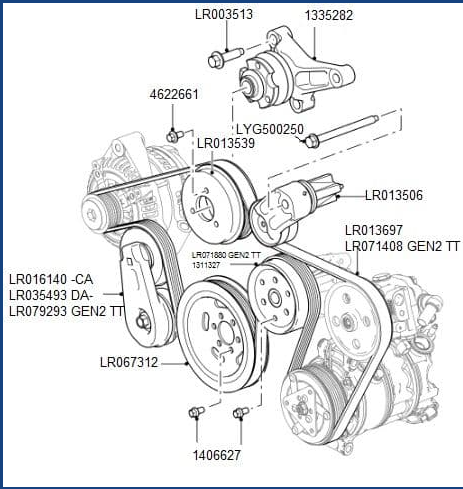 LR003513
1335282
4622661
LYG500250
LR013539
LR013506
LR013697
LR071408 GEN2 TT
LR071880 GEN2 TT
1311327
LR016140 -CA
LR035493 DA-
LR079293 GEN2 TT
LR067312
1406627